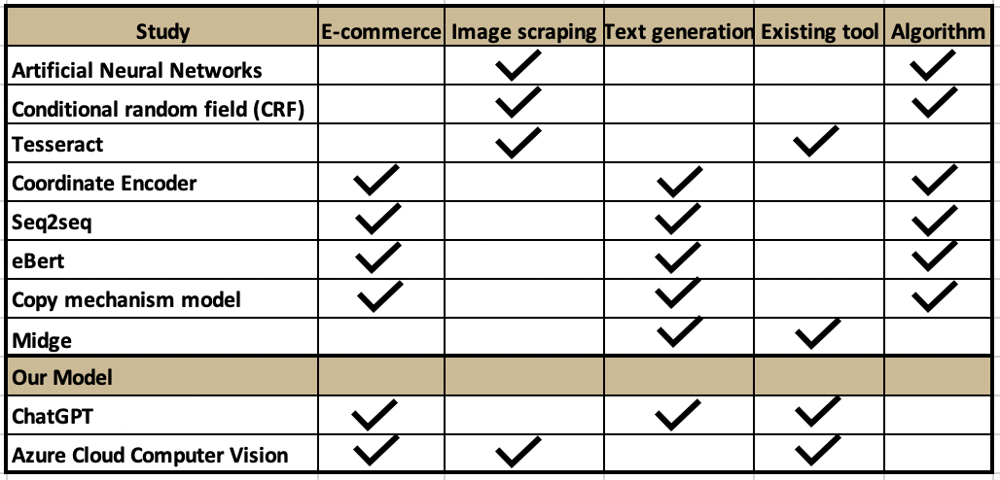 Study E-commerce Image scraping Text generation Existing tool Algorithm
Artificial Neural Networks ✓ ✓
Conditional random field (CRF) ✓ ✓
Tesseract ✓ ✓
Coordinate Encoder ✓ ✓ ✓
Seq2seq ✓ ✓ ✓
eBert ✓ ✓ ✓
Copy mechanism model ✓ ✓ ✓
Midge ✓ ✓
Our Model
ChatGPT ✓ ✓ ✓
Azure Cloud Computer Vision ✓ ✓ ✓